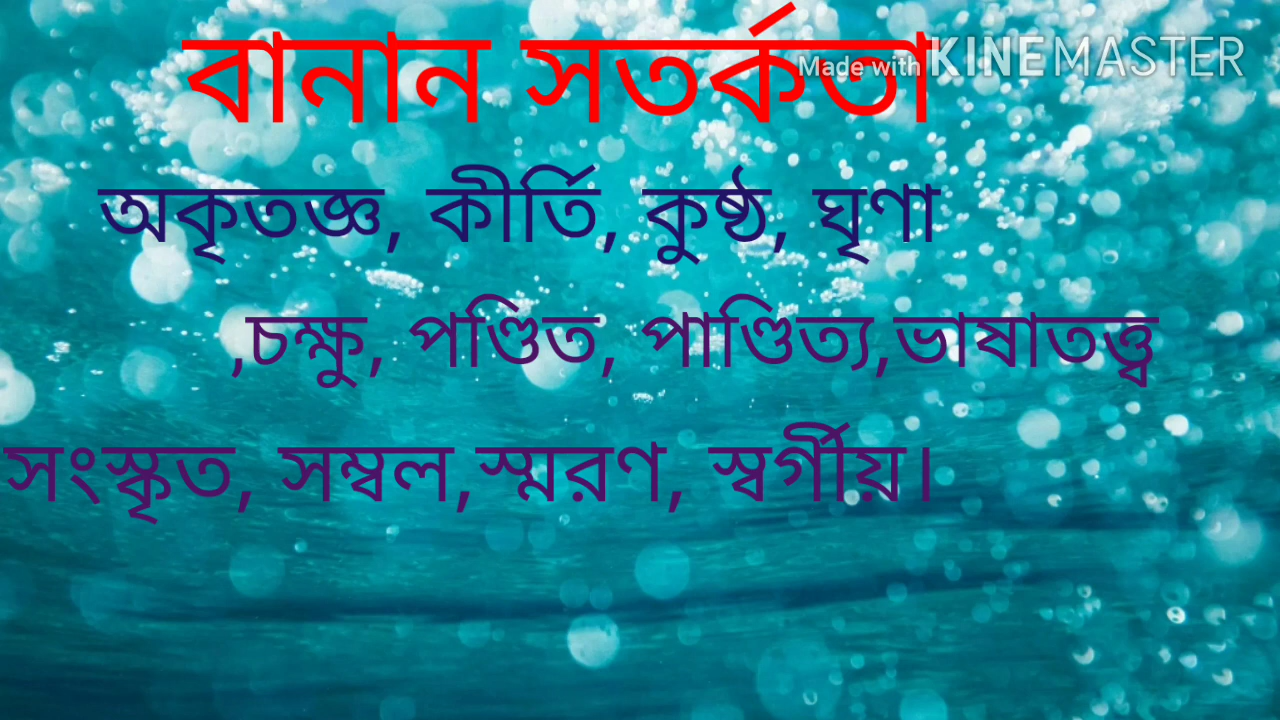 বানান সতর্কতা
Made with KINEMASTER
অকৃতজ্ঞ, কীর্তি, কুষ্ঠ, ঘৃণা
,চক্ষু, পণ্ডিত, পাণ্ডিত্য,ভাষাতত্ত্ব
সংস্কৃত, সম্বল,স্মরণ, স্বর্গীয়।